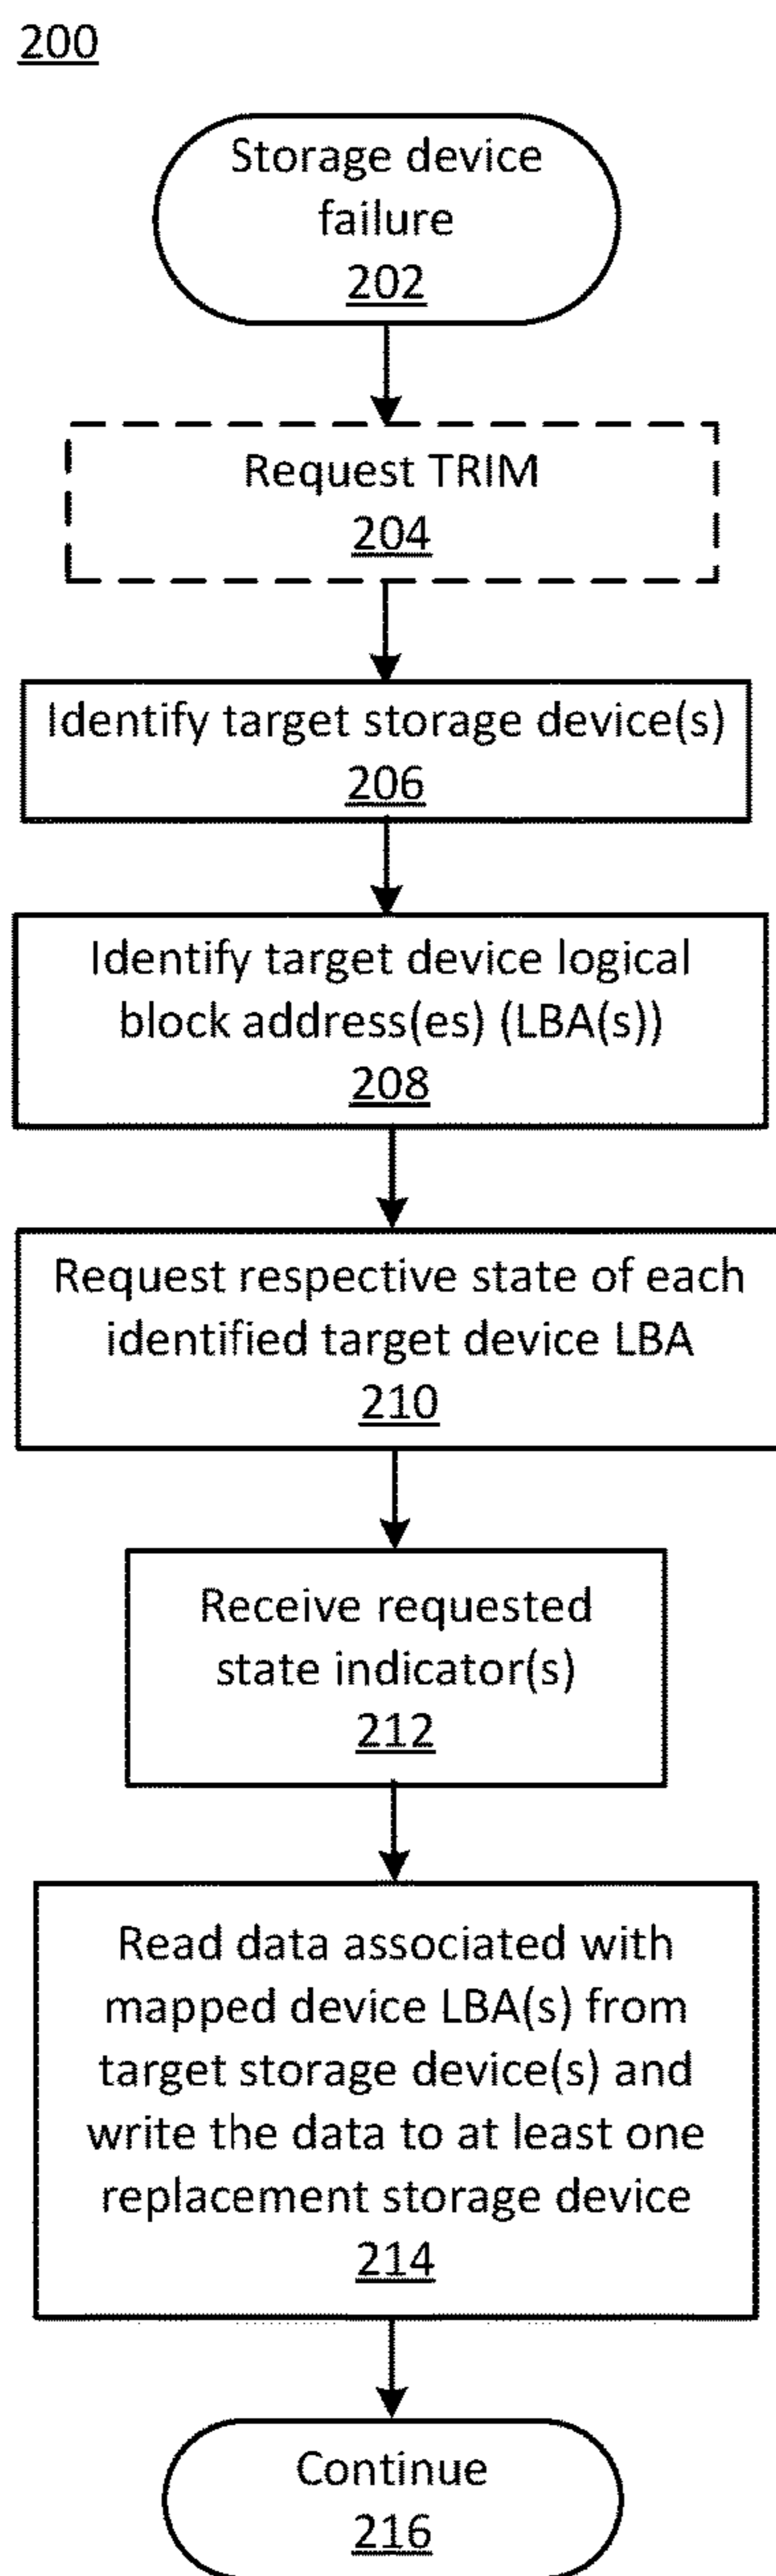 200
Storage device
failure
202
Request TRIM
204
Identify target storage device(s)
206
Identify target device logical
block address(es) (LBA(s))
208
Request respective state of each
identified target device LBA
210
Receive requested
state indicator(s)
212
Read data associated with
mapped device LBA(s) from
target storage device(s) and
write the data to at least one
replacement storage device
214
Continue
216